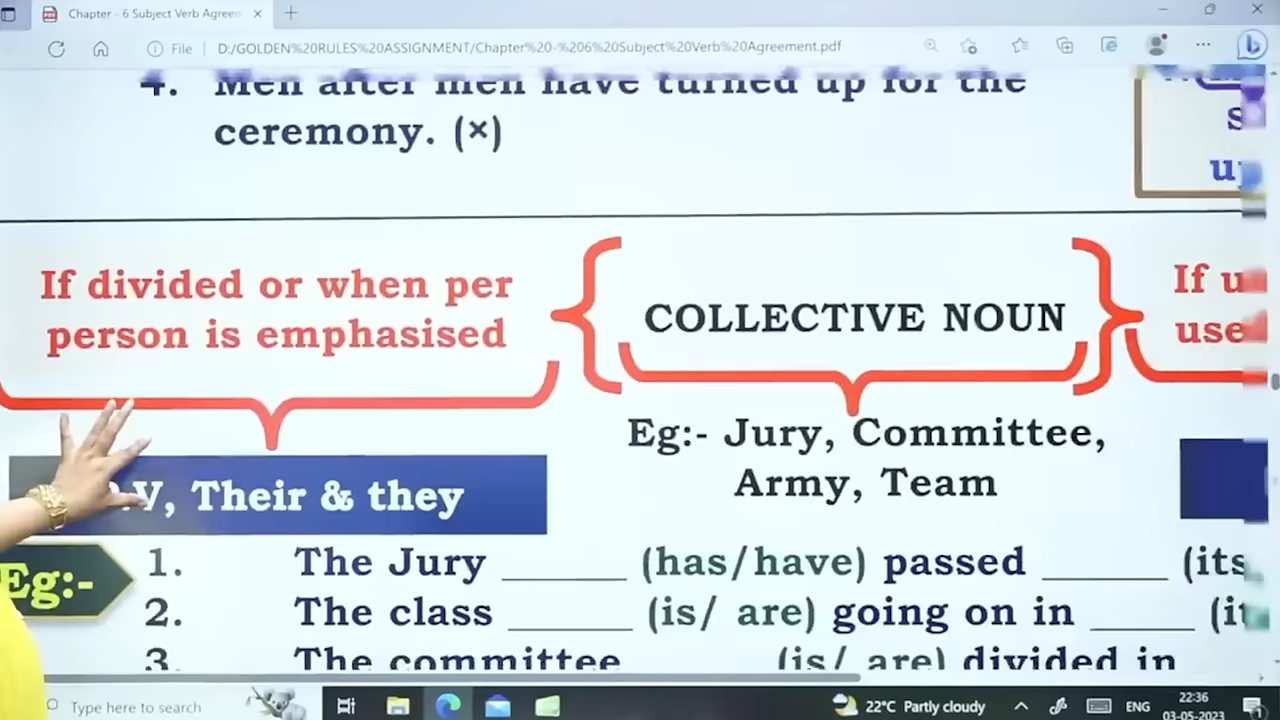 Chapter - 6 Subject Verb Agreem
File
D:/GOLDEN%20RULES%20ASSIGNMENT/Chapter%20-%206%20Subject%20Verb%20Agreement.pdf
4. Men after men have turned up for the
ceremony. (×)
If divided or when per
person is emphasised
COLLECTIVE NOUN
If u
use
Eg:- Jury, Committee,
Army, Team
V, Their & they
Eg:-
1. The Jury ______ (has/have) passed ______ (its
2. The class ______ (is/ are) going on in _____ (it
3. The committee (is/ are) divided in
Type here to search
22°C Partly cloudy
ENG
22:36
03-05-2023